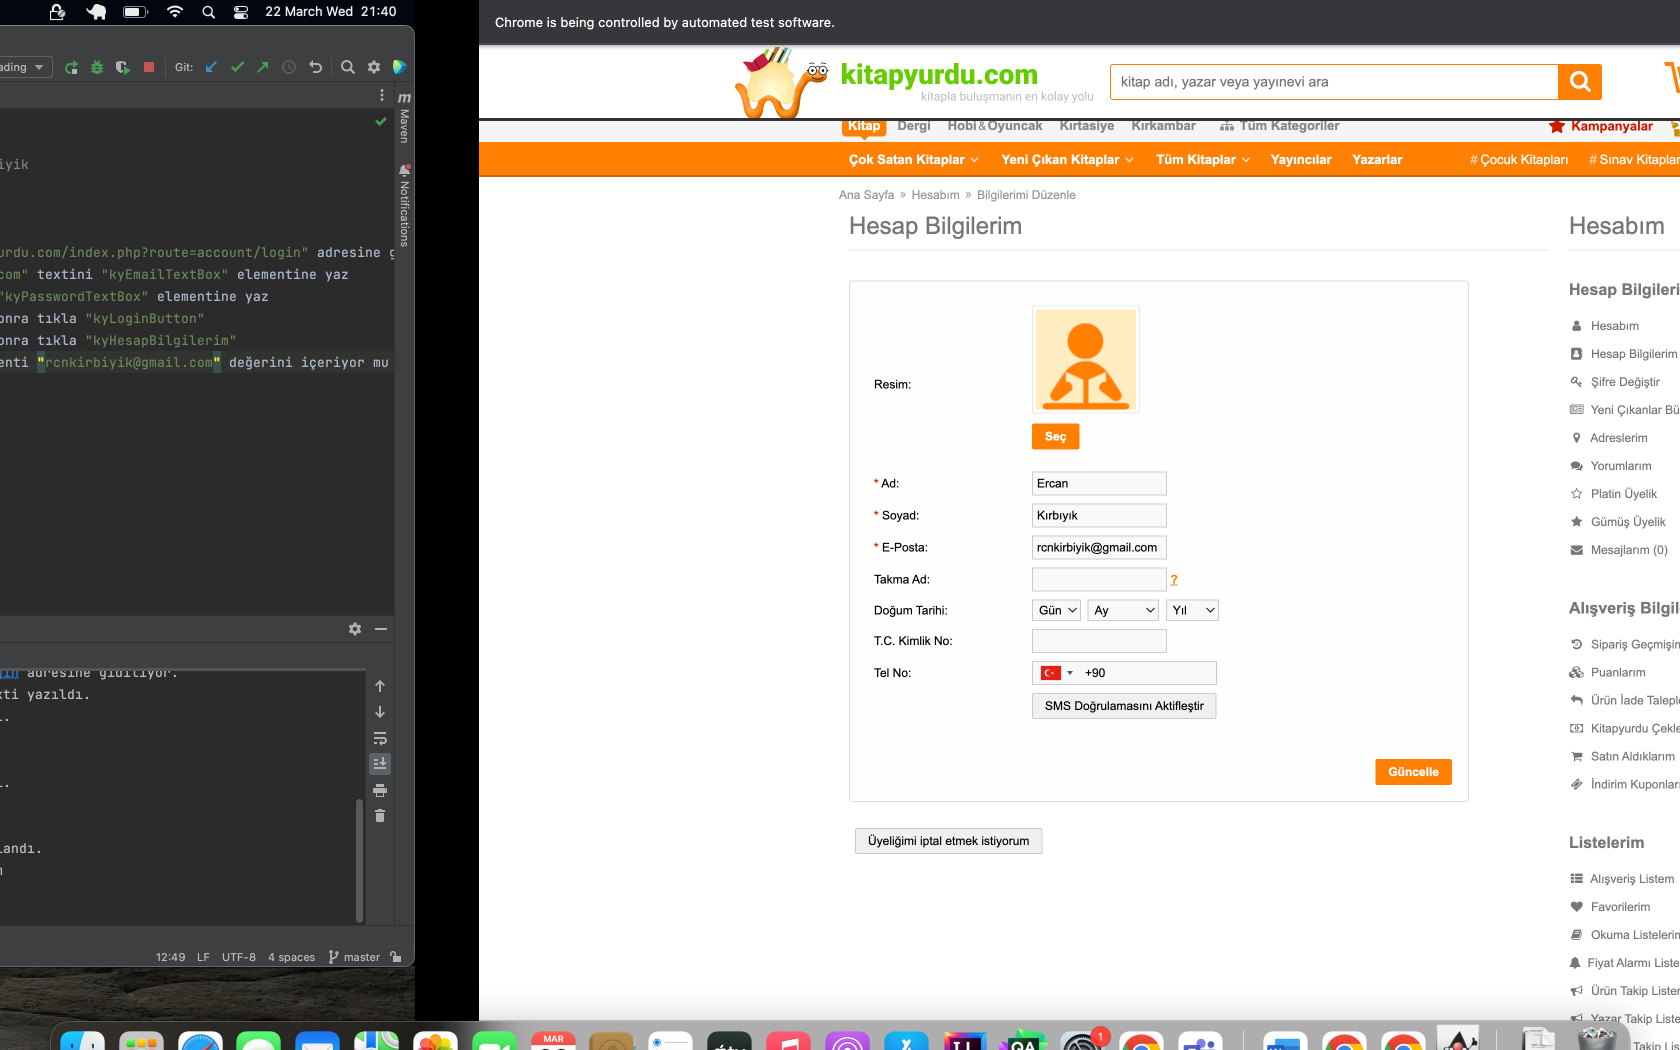 22 March Wed 21:40
Chrome is being controlled by automated test software.
Git:
Maven
Notifications
urdu.com/index.php?route=account/login" adresine g
com" textini "kyEmailTextBox" elementine yaz
"kyPasswordTextBox" elementine yaz
onra tıkla "kyLoginButton"
onra tıkla "kyHesapBilgilerim"
enti "rcnkirbiyik@gmail.com" değerini içeriyor mu
adresine gidiliyor.
xti yazıldı.
landı.
12:49 LF UTF-8 4 spaces master
kitapyurdu.com
kitapla buluşmanın en kolay yolu
kitap adı, yazar veya yayınevi ara
Kitap Dergi Hobi&Oyuncak Kırtasiye Kırkambar Tüm Kategoriler Kampanyalar
Çok Satan Kitaplar Yeni Çıkan Kitaplar Tüm Kitaplar Yayıncılar Yazarlar # Çocuk Kitapları # Sınav Kitaplar
Ana Sayfa » Hesabım » Bilgilerimi Düzenle
Hesap Bilgilerim
Resim:
Seç
* Ad: Ercan
* Soyad: Kırbıyık
* E-Posta: rcnkirbiyik@gmail.com
Takma Ad: ?
Doğum Tarihi: Gün Ay Yıl
T.C. Kimlik No:
Tel No: +90
SMS Doğrulamasını Aktifleştir
Güncelle
Üyeliğimi iptal etmek istiyorum
Hesabım
Hesap Bilgileri
Hesabım
Hesap Bilgilerim
Şifre Değiştir
Yeni Çıkanlar Bü
Adreslerim
Yorumlarım
Platin Üyelik
Gümüş Üyelik
Mesajlarım (0)
Alışveriş Bilgil
Sipariş Geçmişim
Puanlarım
Ürün İade Taleple
Kitapyurdu Çekle
Satın Aldıklarım
İndirim Kuponları
Listelerim
Alışveriş Listem
Favorilerim
Okuma Listelerim
Fiyat Alarmı Liste
Ürün Takip Lister
Yazar Takip Liste
Takip Lis
MAR
1
QA